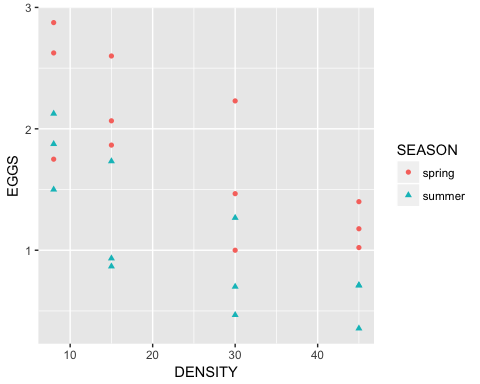 3
2
1
EGGS
10 20 30 40
DENSITY
SEASON
spring
summer